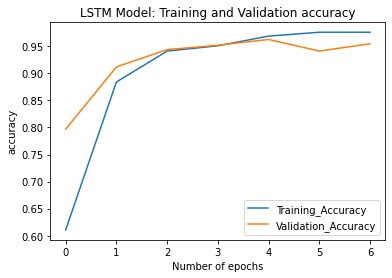 LSTM Model: Training and Validation accuracy
accuracy
0.95
0.90
0.85
0.80
0.75
0.70
0.65
0.60
Training_Accuracy
Validation_Accuracy
0 1 2 3 4 5 6
Number of epochs